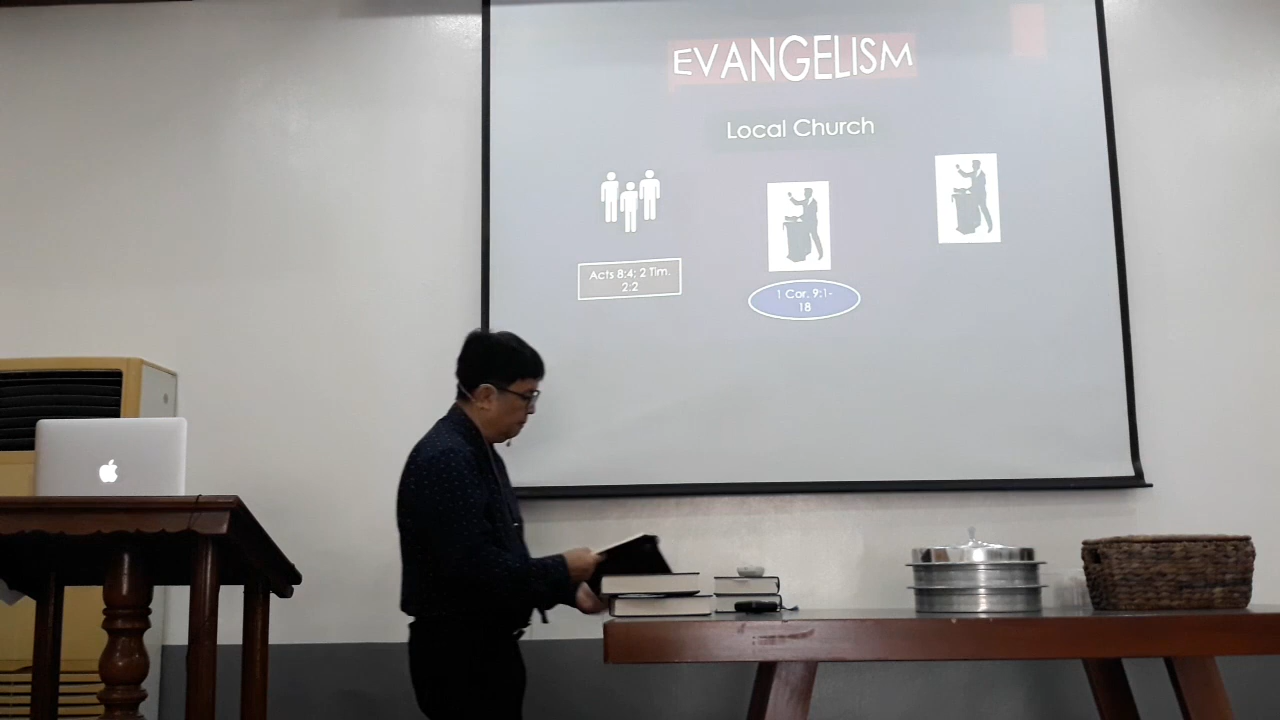 EVANGELISM
Local Church
Acts 8:4; 2 Tim.
2:2
1 Cor. 9:1-
18